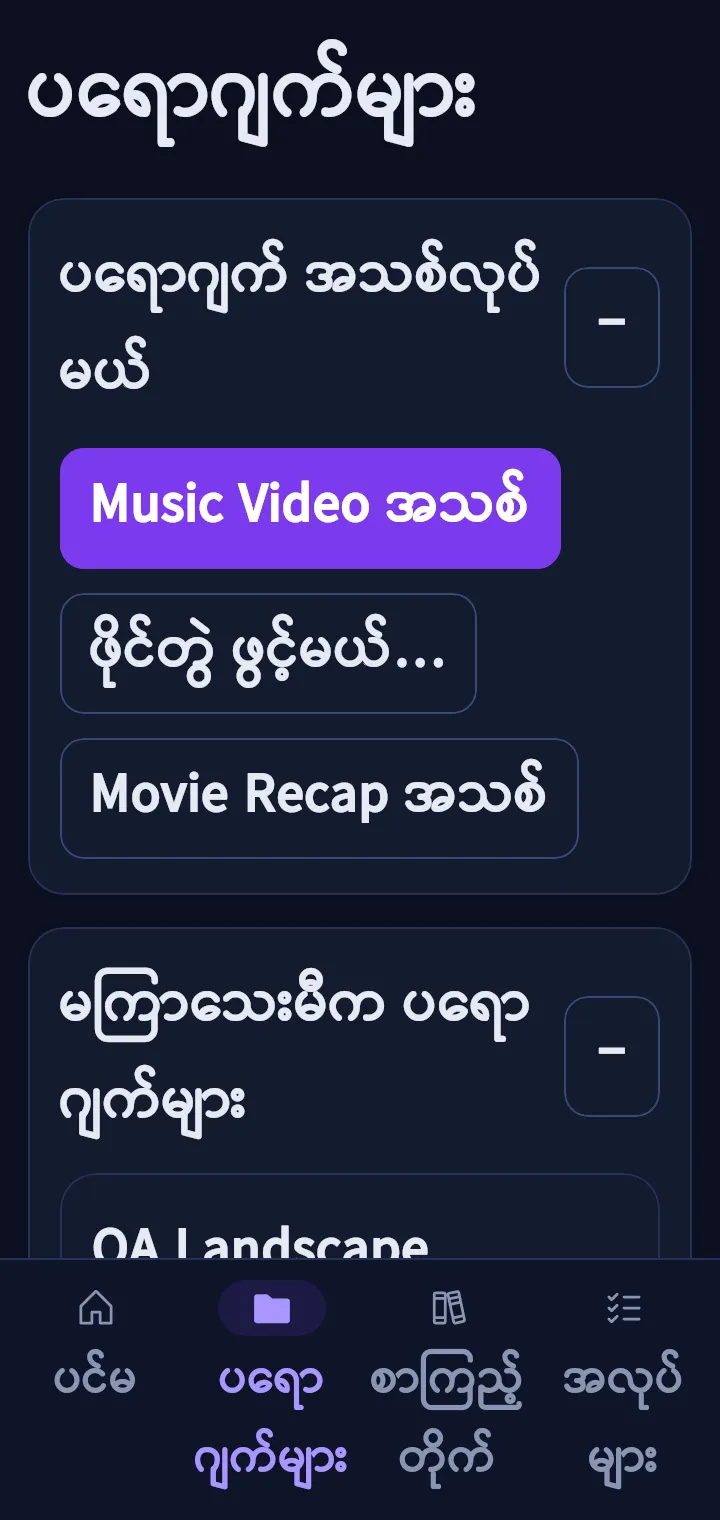 ပရောဂျက်များ
ပရောဂျက် အသစ်လုပ်
မယ်
–
Music Video အသစ်
ဖိုင်တွဲ ဖွင့်မယ်...
Movie Recap အသစ်
မကြာသေးမီက ပရော
ဂျက်များ
–
QA Landscape
ပင်မ
ပရော
ဂျက်များ
စာကြည့်
တိုက်
အလုပ်
များ